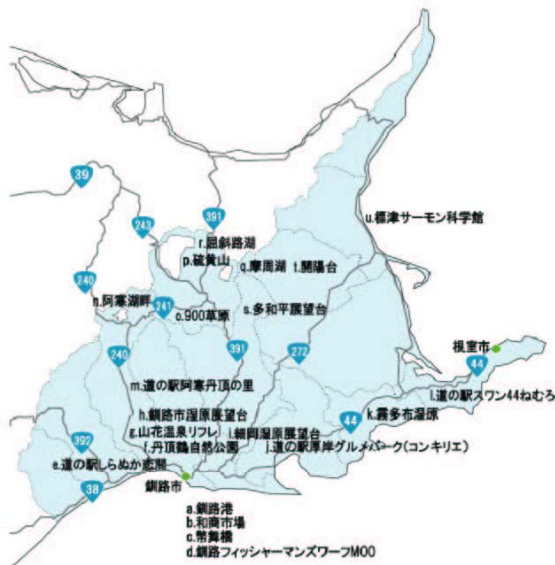 39
243
391
u.標津サーモン科学館
r.屈斜路湖
p.硫黄山
q.摩周湖
t.開陽台
240
n.阿寒湖畔
241
o.900草原
s.多和平展望台
根室市
240
391
272
44
m.道の駅阿寒丹頂の里
l.道の駅スワン44ねむろ
h.釧路市湿原展望台
k.霧多布湿原
g.山花温泉リフレ
i.細岡湿原展望台
44
f.丹頂鶴自然公園
j.道の駅厚岸グルメパーク(コンキリエ)
392
e.道の駅しらぬか恋問
38
釧路市
a.釧路港
b.和商市場
c.幣舞橋
d.釧路フィッシャーマンズワーフMOO